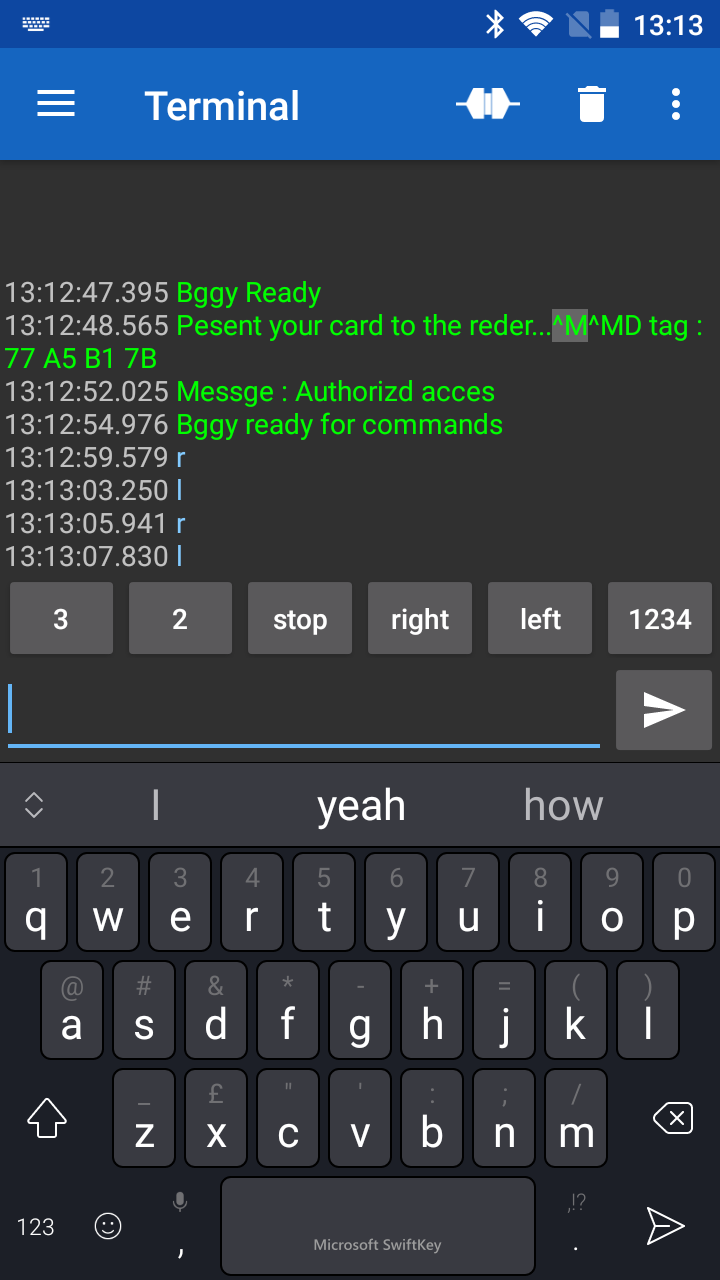 13:13
Terminal
13:12:47.395 Bggy Ready
13:12:48.565 Pesent your card to the reder...^M^MD tag :
77 A5 B1 7B
13:12:52.025 Messge : Authorizd acces
13:12:54.976 Bggy ready for commands
12:12:59.579 r
13:13:03.250 l
13:13:05.941 r
13:13:07.830 l
3 2 stop right left 1234
l yeah how
1 2 3 4 5 6 7 8 9 0
q w e r t y u i o p
@ # & * - + = ( )
a s d f g h j k l
_ £ " ' : ; /
z x c v b n m
,!?
123 , .
Microsoft SwiftKey